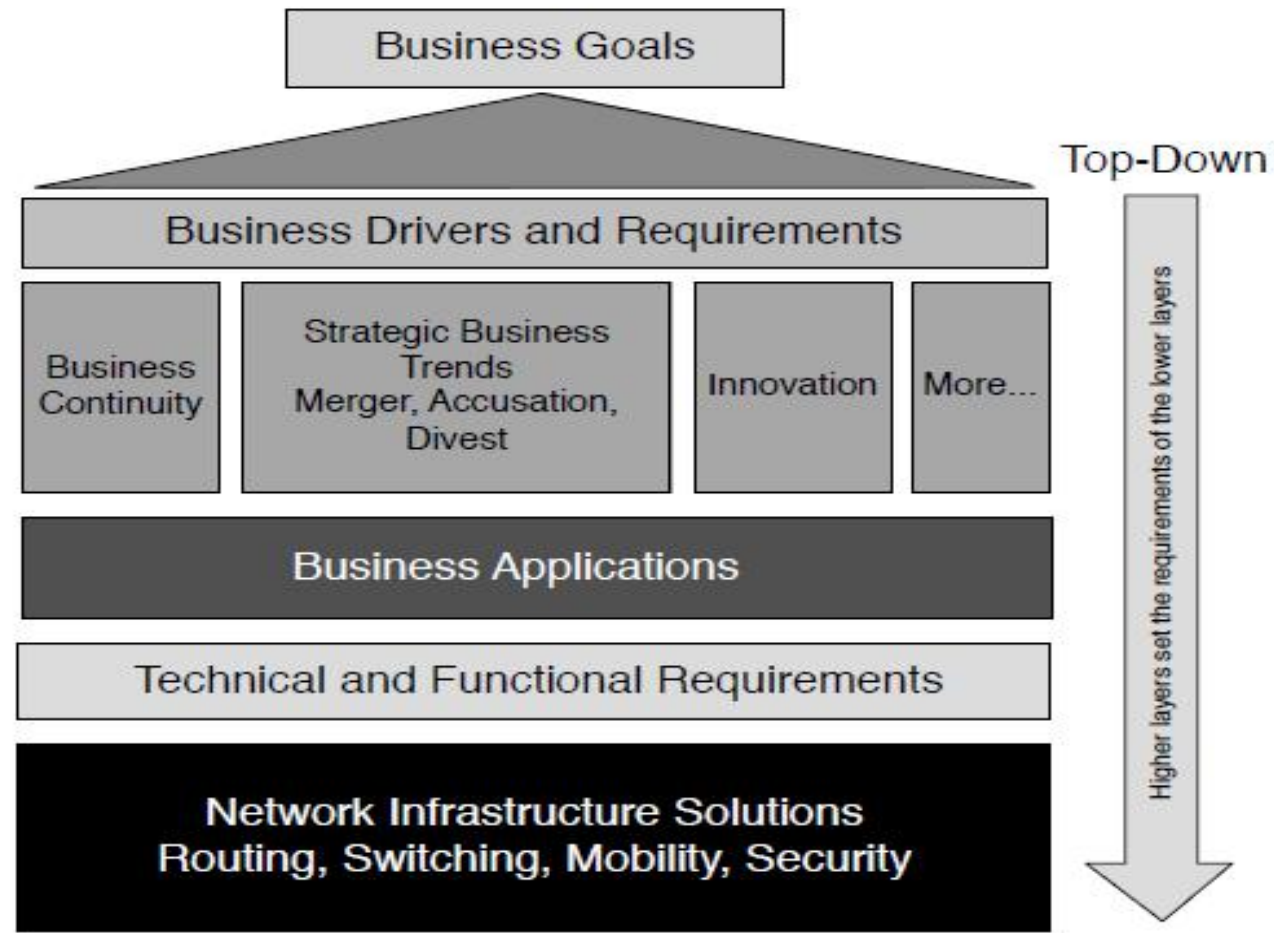 Business Goals
Top-Down
Business Drivers and Requirements
Business
Continuity
Strategic Business
Trends
Merger, Accusation,
Divest
Innovation
More...
Higher layers set the requirements of the lower layers
Business Applications
Technical and Functional Requirements
Network Infrastructure Solutions
Routing, Switching, Mobility, Security